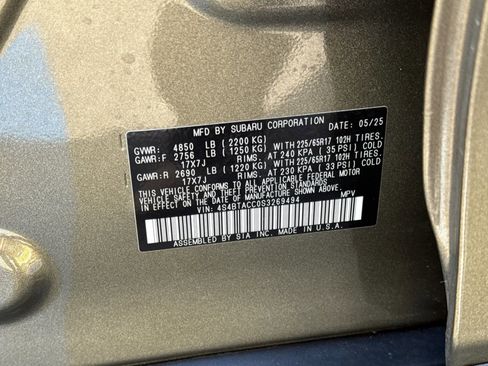 MFD BY SUBARU CORPORATION 05/25
GVWR: 4850 LB (2200 KG)
GAWR:F 2756 LB (1250 KG) WITH 225/65R17 102H TIRES.
17X7J RIMS. AT 240 KPA ( 35 PSI) COLD
GAWR:R 2690 LB (1220 KG) WITH 225/65R17 102H TIRES.
17X7J RIMS. AT 230 KPA ( 33 PSI) COLD
THIS VEHICLE CONFORMS TO ALL APPLICABLE FEDERAL MOTOR
VEHICLE SAFETY AND BUMPER STANDARDS IN EFFECT ON THE
DATE OF MANUFACTURE SHOWN ABOVE.
VIN: 4S4BTACC0S3269494 MPV
ASSEMBLED BY SIA INC. MADE IN U.S.A.